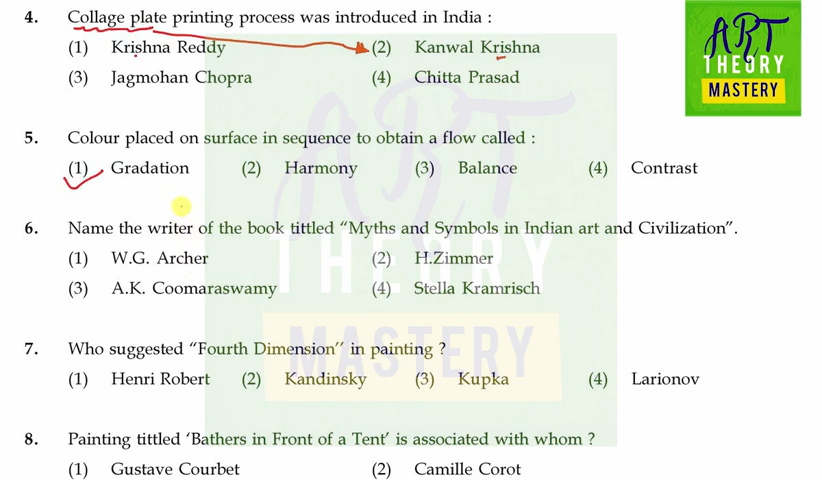 4. Collage plate printing process was introduced in India :
(1) Krishna Reddy (2) Kanwal Krishna
(3) Jagmohan Chopra (4) Chitta Prasad
ART
THEORY
MASTERY
5. Colour placed on surface in sequence to obtain a flow called :
(1) Gradation (2) Harmony (3) Balance (4) Contrast
6. Name the writer of the book tittled “Myths and Symbols in Indian art and Civilization”.
(1) W.G. Archer (2) H.Zimmer
(3) A.K. Coomaraswamy (4) Stella Kramrisch
7. Who suggested “Fourth Dimension’’ in painting ?
(1) Henri Robert (2) Kandinsky (3) Kupka (4) Larionov
8. Painting tittled ‘Bathers in Front of a Tent’ is associated with whom ?
(1) Gustave Courbet (2) Camille Corot
ART
THEORY
MASTERY